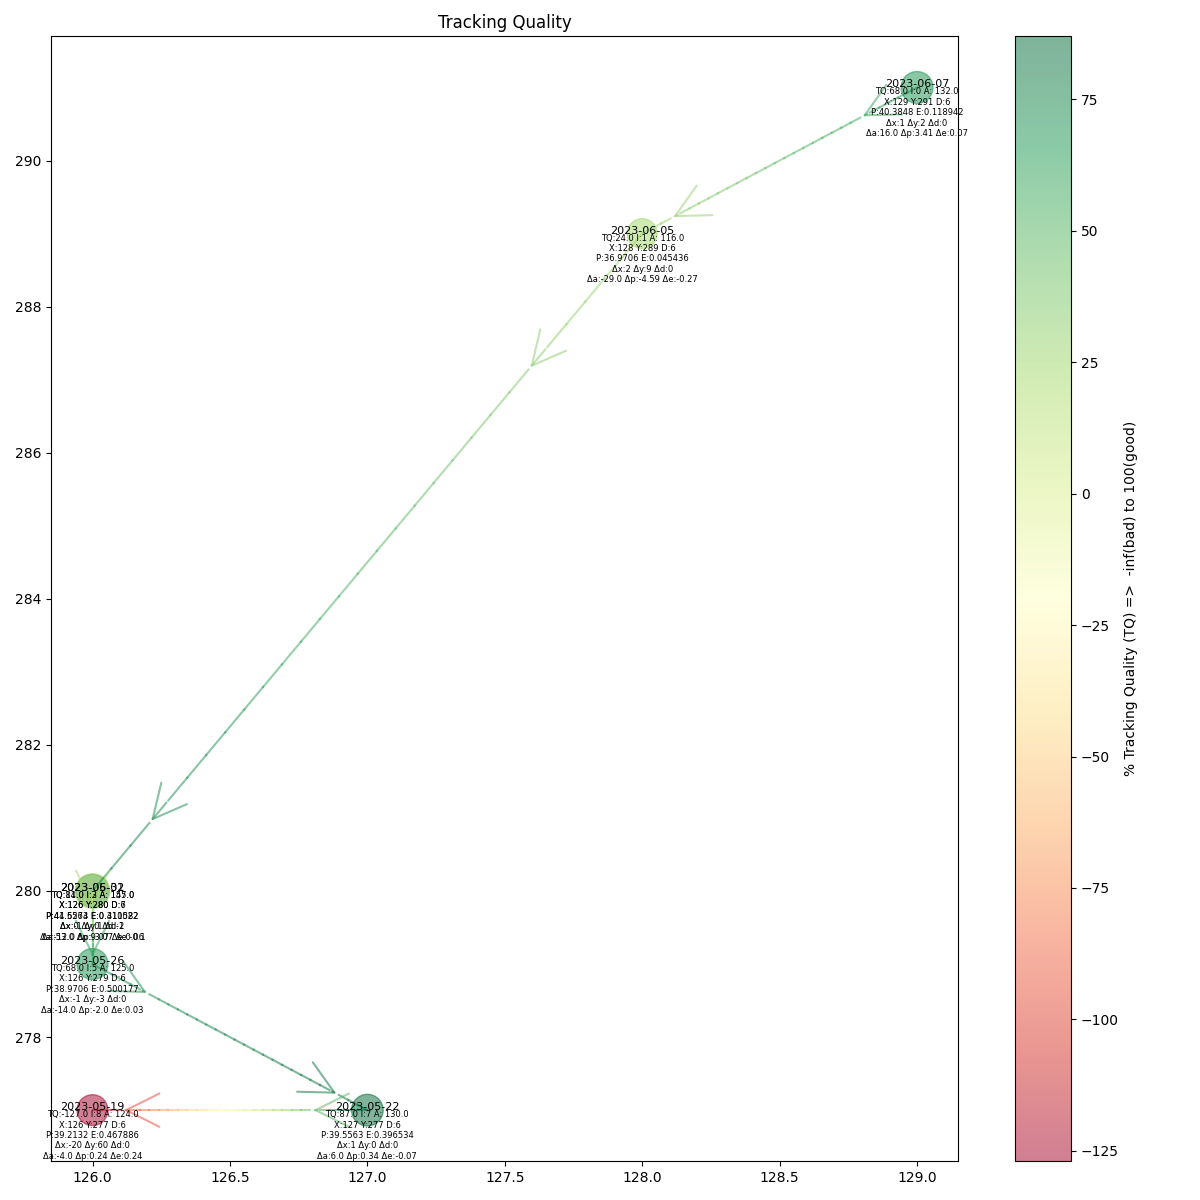 Tracking Quality
2023-06-07
TQ:68.0 I:0 A: 132.0
X:129 Y:291 D:6
P:40.3848 E:0.118942
Δx:1 Δy:2 Δd:0
Δa:16.0 Δp:3.41 Δe:0.07
2023-06-05
TQ:24.0 I:1 A: 116.0
X:128 Y:289 D:6
P:36.9706 E:0.045436
Δx:2 Δy:9 Δd:0
Δa:-29.0 Δp:-4.59 Δe:-0.27
X:126 Y:280
2023-05-26
TQ:68.0 I:5 A: 125.0
X:126 Y:279 D:6
P:38.9706 E:0.500177
Δx:-1 Δy:-3 Δd:0
Δa:-14.0 Δp:-2.0 Δe:0.03
2023-05-19
TQ:-127.0 I:8 A: 124.0
X:126 Y:277 D:6
P:39.2132 E:0.467886
Δx:-20 Δy:60 Δd:0
Δa:-4.0 Δp:0.24 Δe:0.24
2023-05-22
TQ:87.0 I:7 A: 130.0
X:127 Y:277 D:6
P:39.5563 E:0.396534
Δx:1 Δy:0 Δd:0
Δa:6.0 Δp:0.34 Δe:-0.07
290
288
286
284
282
280
278
126.0
126.5
127.0
127.5
128.0
128.5
129.0
75
50
25
0
−25
−50
−75
−100
−125
% Tracking Quality (TQ) => -inf(bad) to 100(good)